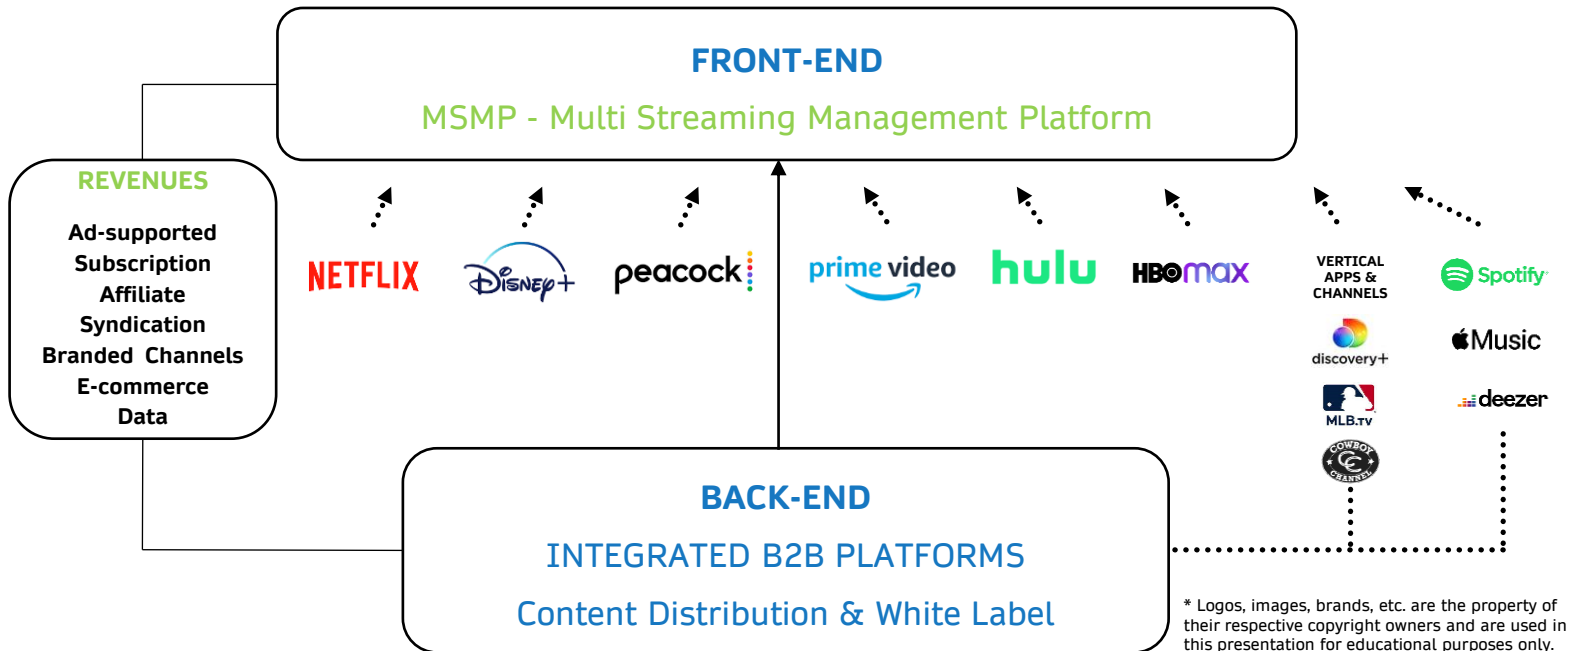 FRONT-END
MSMP - Multi Streaming Management Platform
REVENUES
Ad-supported
Subscription
Affiliate
Syndication
Branded Channels
E-commerce
Data
NETFLIX
Disney+
peacock
prime video
hulu
HBOmax
VERTICAL
APPS &
CHANNELS
discovery+
MLB.TV
COWBOY
CC
CHANNEL
Spotify
Music
deezer
BACK-END
INTEGRATED B2B PLATFORMS
Content Distribution & White Label
* Logos, images, brands, etc. are the property of
their respective copyright owners and are used in
this presentation for educational purposes only.